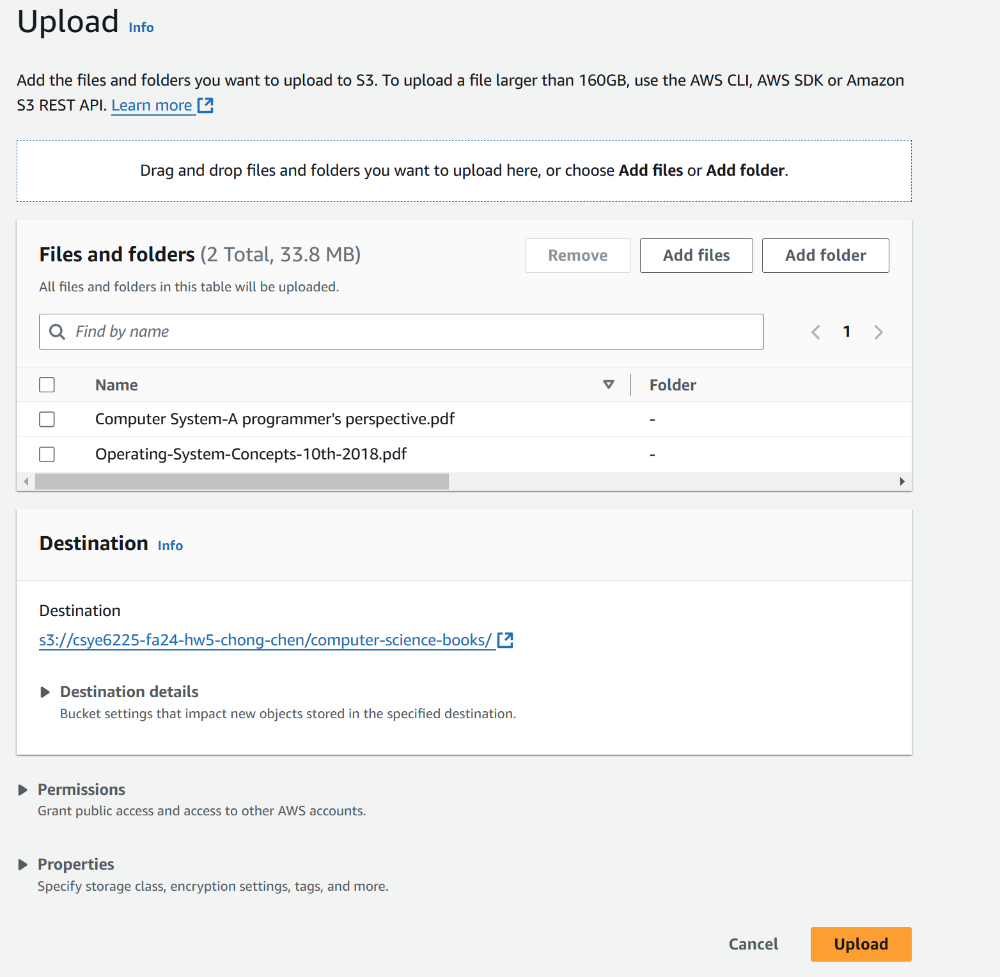 Upload Info
Add the files and folders you want to upload to S3. To upload a file larger than 160GB, use the AWS CLI, AWS SDK or Amazon
S3 REST API. Learn more
Drag and drop files and folders you want to upload here, or choose Add files or Add folder.
Files and folders (2 Total, 33.8 MB)
Remove
Add files
Add folder
All files and folders in this table will be uploaded.
Find by name
1
Name
Folder
Computer System-A programmer's perspective.pdf
-
Operating-System-Concepts-10th-2018.pdf
-
Destination Info
Destination
s3://csye6225-fa24-hw5-chong-chen/computer-science-books/
Destination details
Bucket settings that impact new objects stored in the specified destination.
Permissions
Grant public access and access to other AWS accounts.
Properties
Specify storage class, encryption settings, tags, and more.
Cancel
Upload